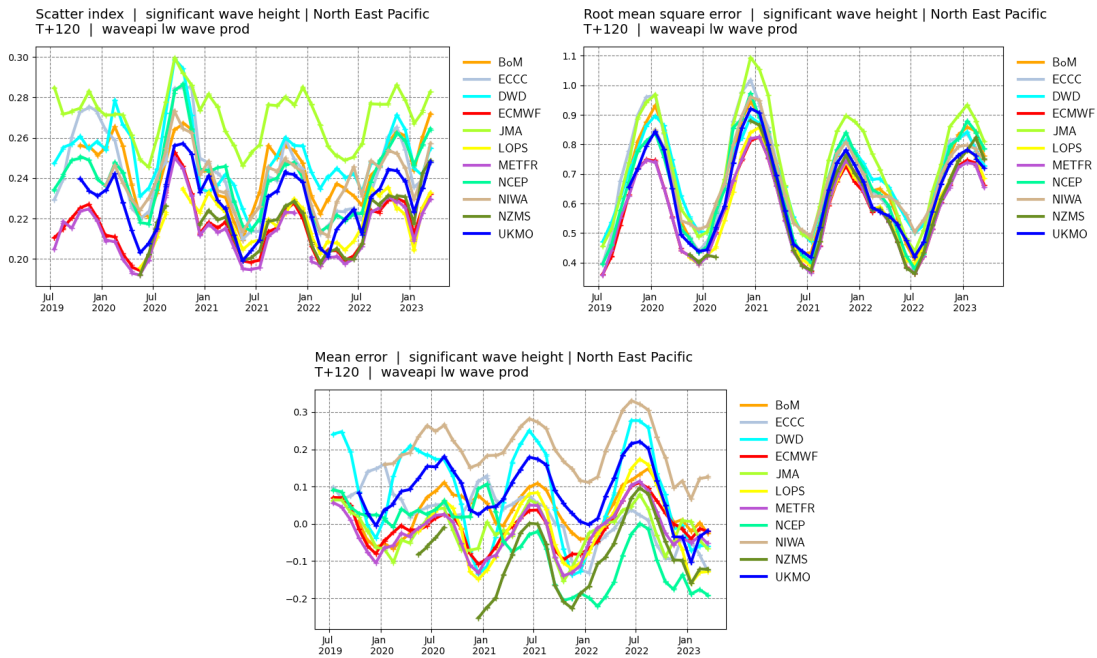 Scatter index | significant wave height | North East Pacific
T+120 | waveapi lw wave prod
0.30
0.28
0.26
0.24
0.22
0.20
Jul
2019
Jan
2020
Jul
2020
Jan
2021
Jul
2021
Jan
2022
Jul
2022
Jan
2023
BoM
ECCC
DWD
ECMWF
JMA
LOPS
METFR
NCEP
NIWA
NZMS
UKMO
Root mean square error | significant wave height | North East Pacific
T+120 | waveapi lw wave prod
1.1
1.0
0.9
0.8
0.7
0.6
0.5
0.4
Jul
2019
Jan
2020
Jul
2020
Jan
2021
Jul
2021
Jan
2022
Jul
2022
Jan
2023
BoM
ECCC
DWD
ECMWF
JMA
LOPS
METFR
NCEP
NIWA
NZMS
UKMO
Mean error | significant wave height | North East Pacific
T+120 | waveapi lw wave prod
0.3
0.2
0.1
0.0
−0.1
−0.2
Jul
2019
Jan
2020
Jul
2020
Jan
2021
Jul
2021
Jan
2022
Jul
2022
Jan
2023
BoM
ECCC
DWD
ECMWF
JMA
LOPS
METFR
NCEP
NIWA
NZMS
UKMO